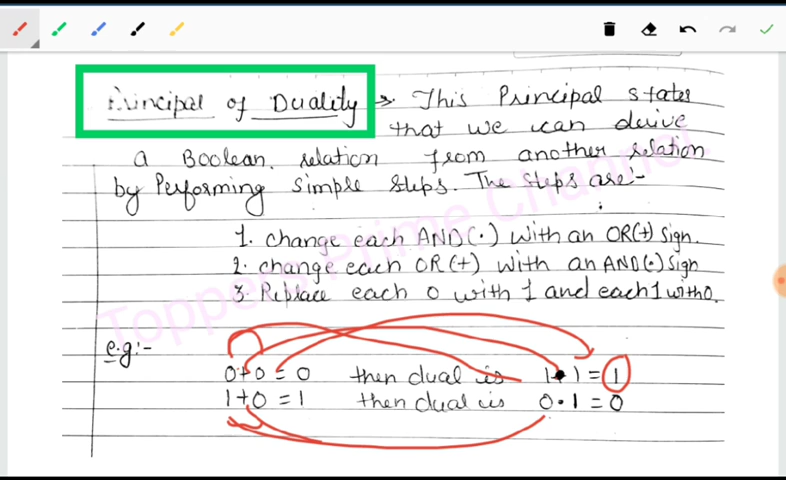 Principal of Duality → This Principal states
that we can derive
a Boolean. relation from another relation
by Performing simple steps. The steps are:-
1. change each AND(·) with an OR(+) Sign.
2. change each OR(+) with an AND(·) Sign
3. Replace each 0 with 1 and each 1 with 0.
e.g:-
0+0=0 then dual is 1·1=1
1+0=1 then dual is 0·1=0
Toppers Prime Channel